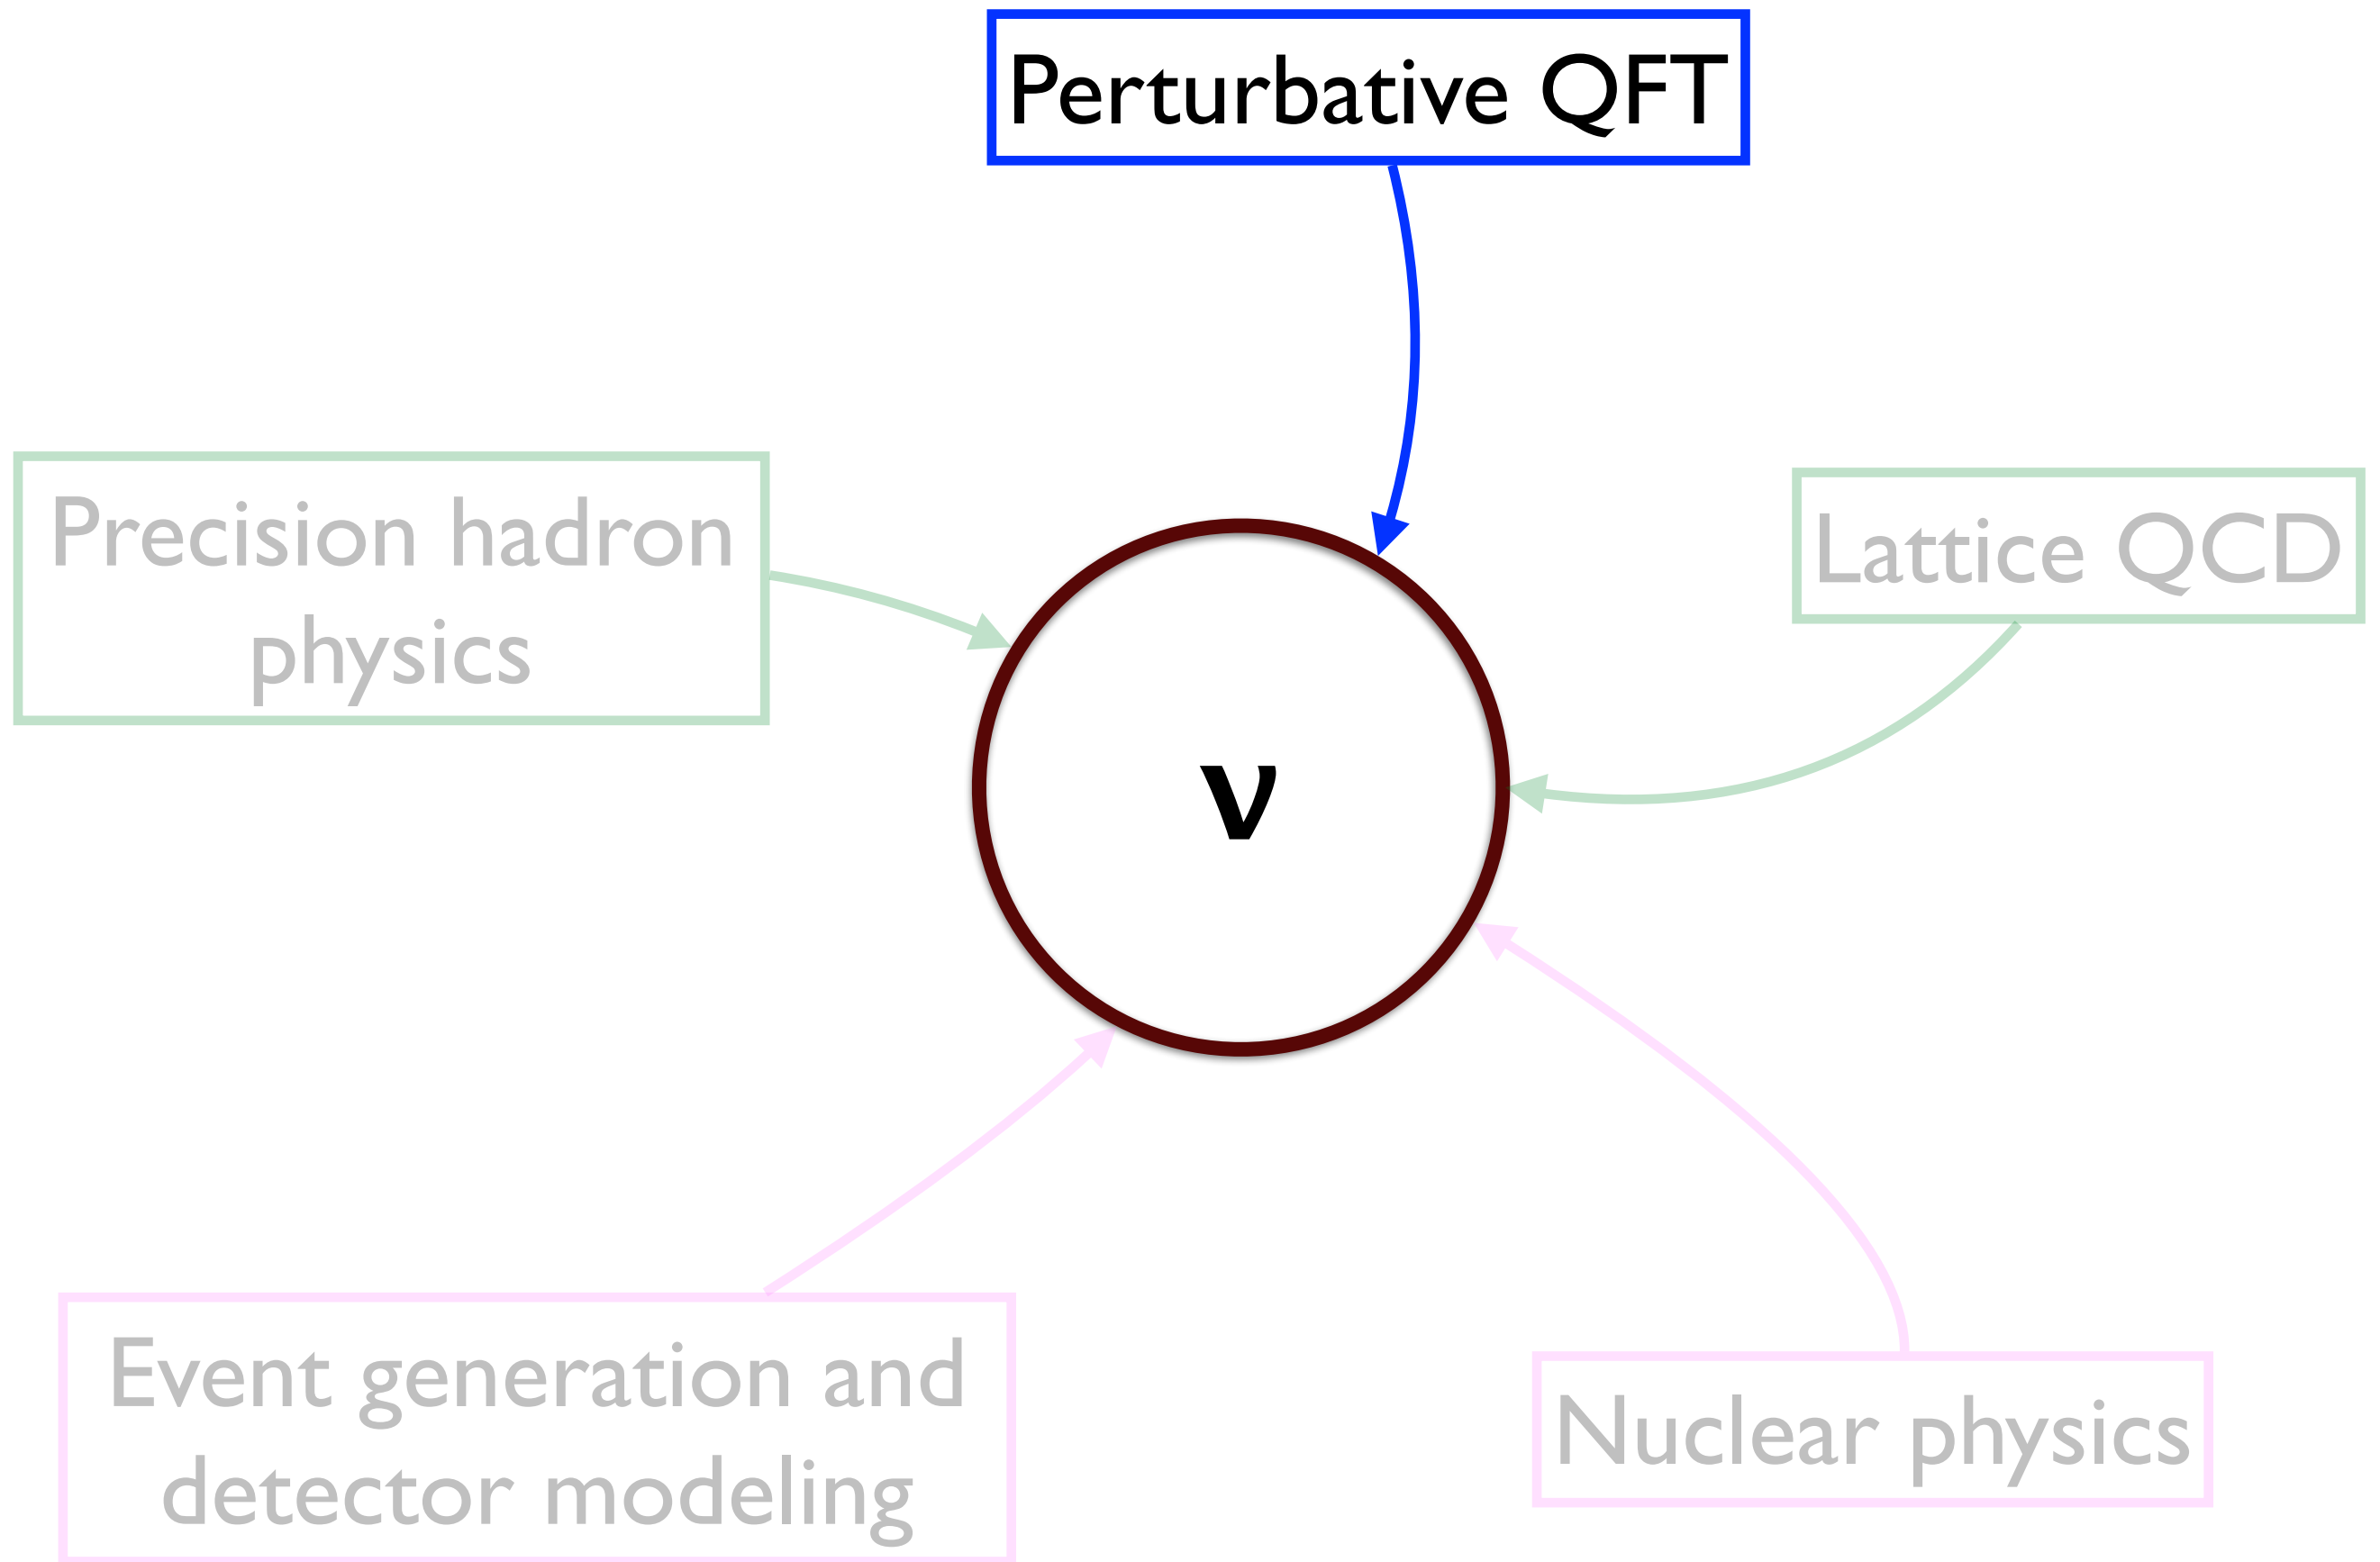 Perturbative QFT
Precision hadron
physics
Lattice QCD
ν
Event generation and
detector modeling
Nuclear physics